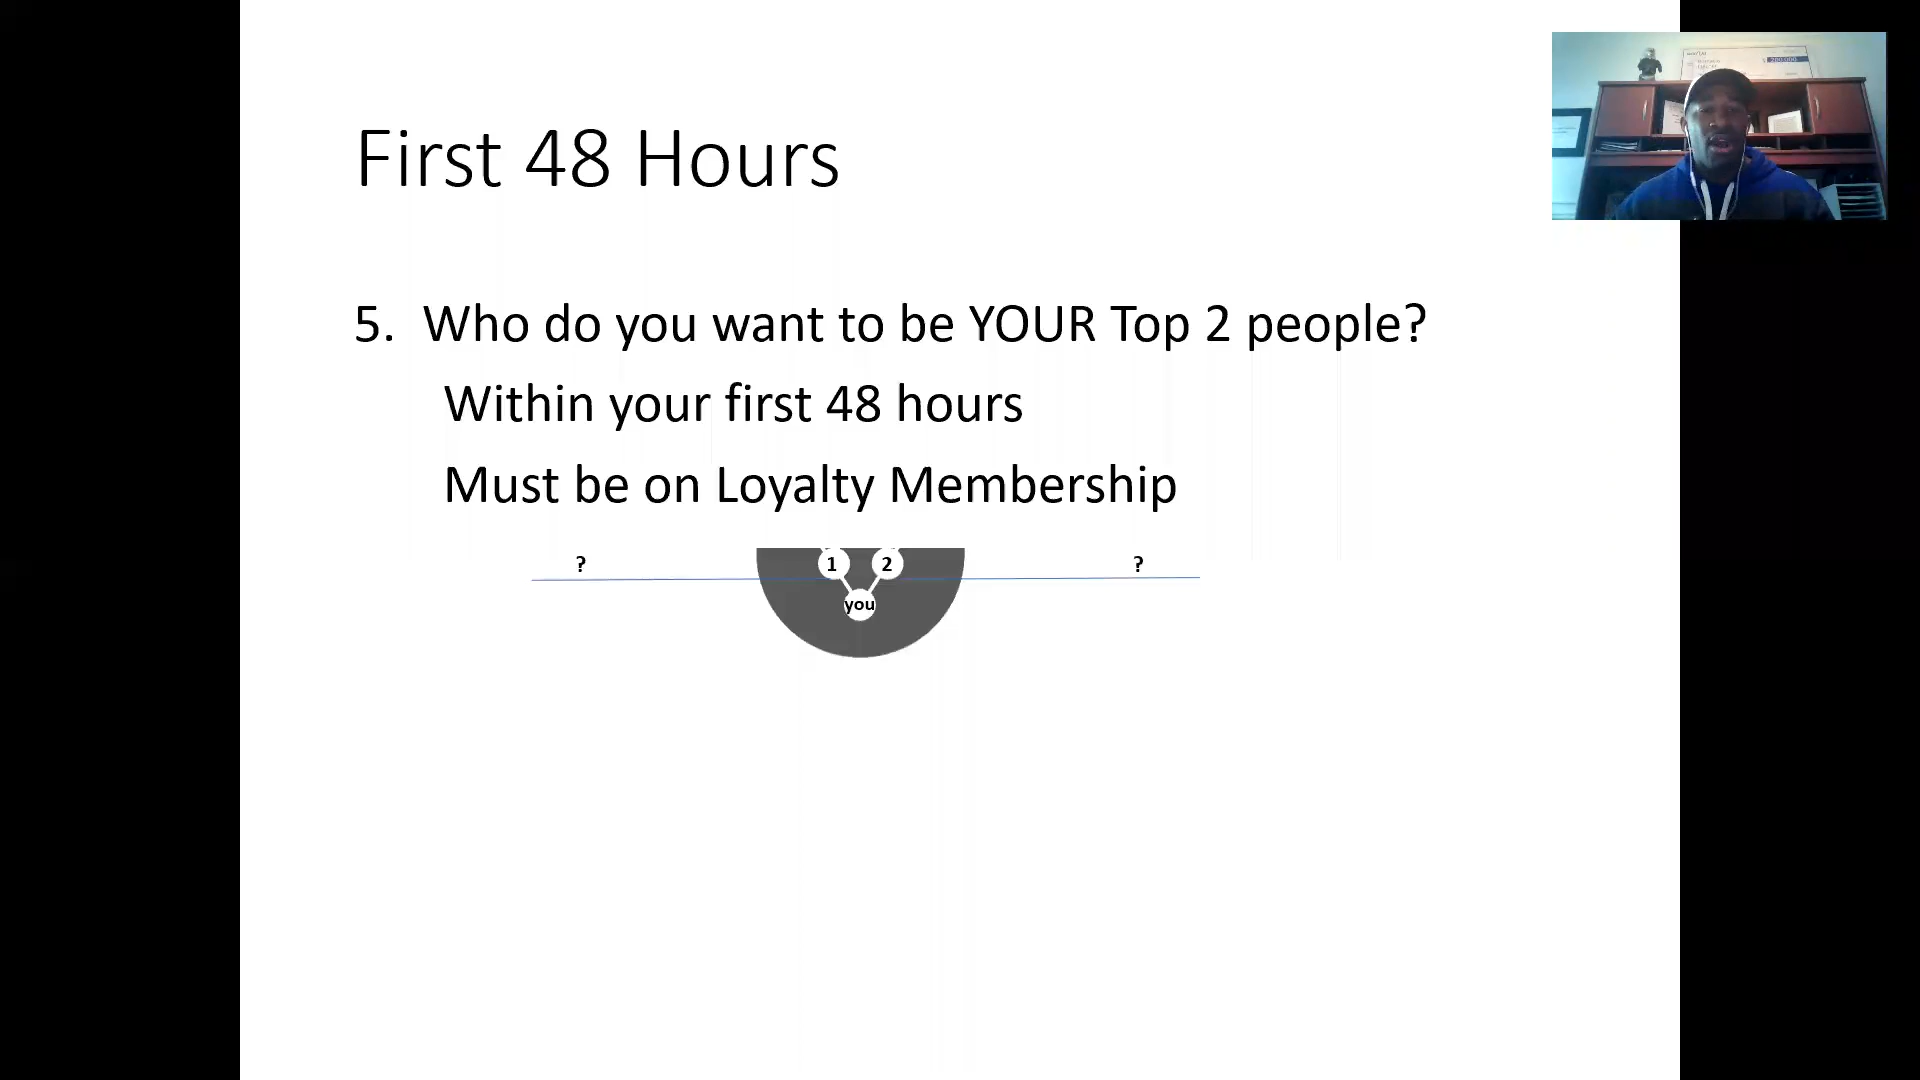 First 48 Hours
5. Who do you want to be YOUR Top 2 people?
Within your first 48 hours
Must be on Loyalty Membership
? 1 2 ?
you